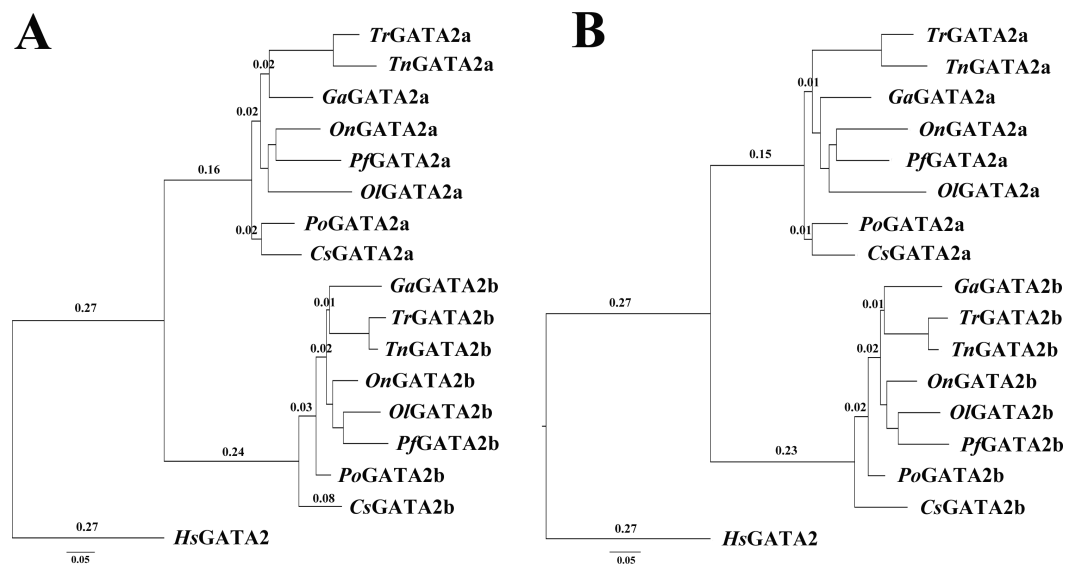 A
TrGATA2a
TnGATA2a
0.02
GaGATA2a
0.02
OnGATA2a
PfGATA2a
0.16
OlGATA2a
PoGATA2a
0.02
CsGATA2a
GaGATA2b
0.01
0.27
TrGATA2b
TnGATA2b
0.02
OnGATA2b
0.03
OlGATA2b
PfGATA2b
0.24
PoGATA2b
0.08
CsGATA2b
0.27
HsGATA2
0.05
B
TrGATA2a
TnGATA2a
0.01
GaGATA2a
OnGATA2a
0.15
PfGATA2a
OlGATA2a
PoGATA2a
0.01
CsGATA2a
GaGATA2b
0.01
0.27
TrGATA2b
TnGATA2b
0.02
OnGATA2b
0.02
OlGATA2b
PfGATA2b
0.23
PoGATA2b
CsGATA2b
0.27
HsGATA2
0.05